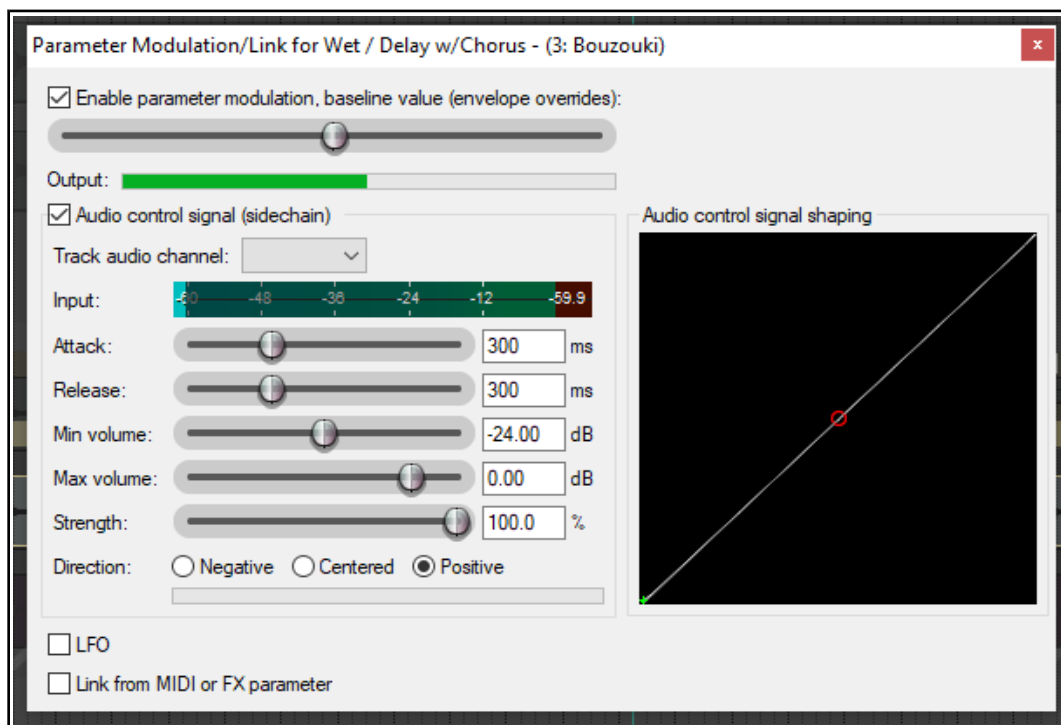 Parameter Modulation/Link for Wet / Delay w/Chorus - (3: Bouzouki)
x
Enable parameter modulation, baseline value (envelope overrides):
Output:
Audio control signal (sidechain)
Track audio channel:
Input: -60 -48 -36 -24 -12 -59.9
Attack: 300 ms
Release: 300 ms
Min volume: -24.00 dB
Max volume: 0.00 dB
Strength: 100.0 %
Direction: Negative Centered Positive
Audio control signal shaping
LFO
Link from MIDI or FX parameter